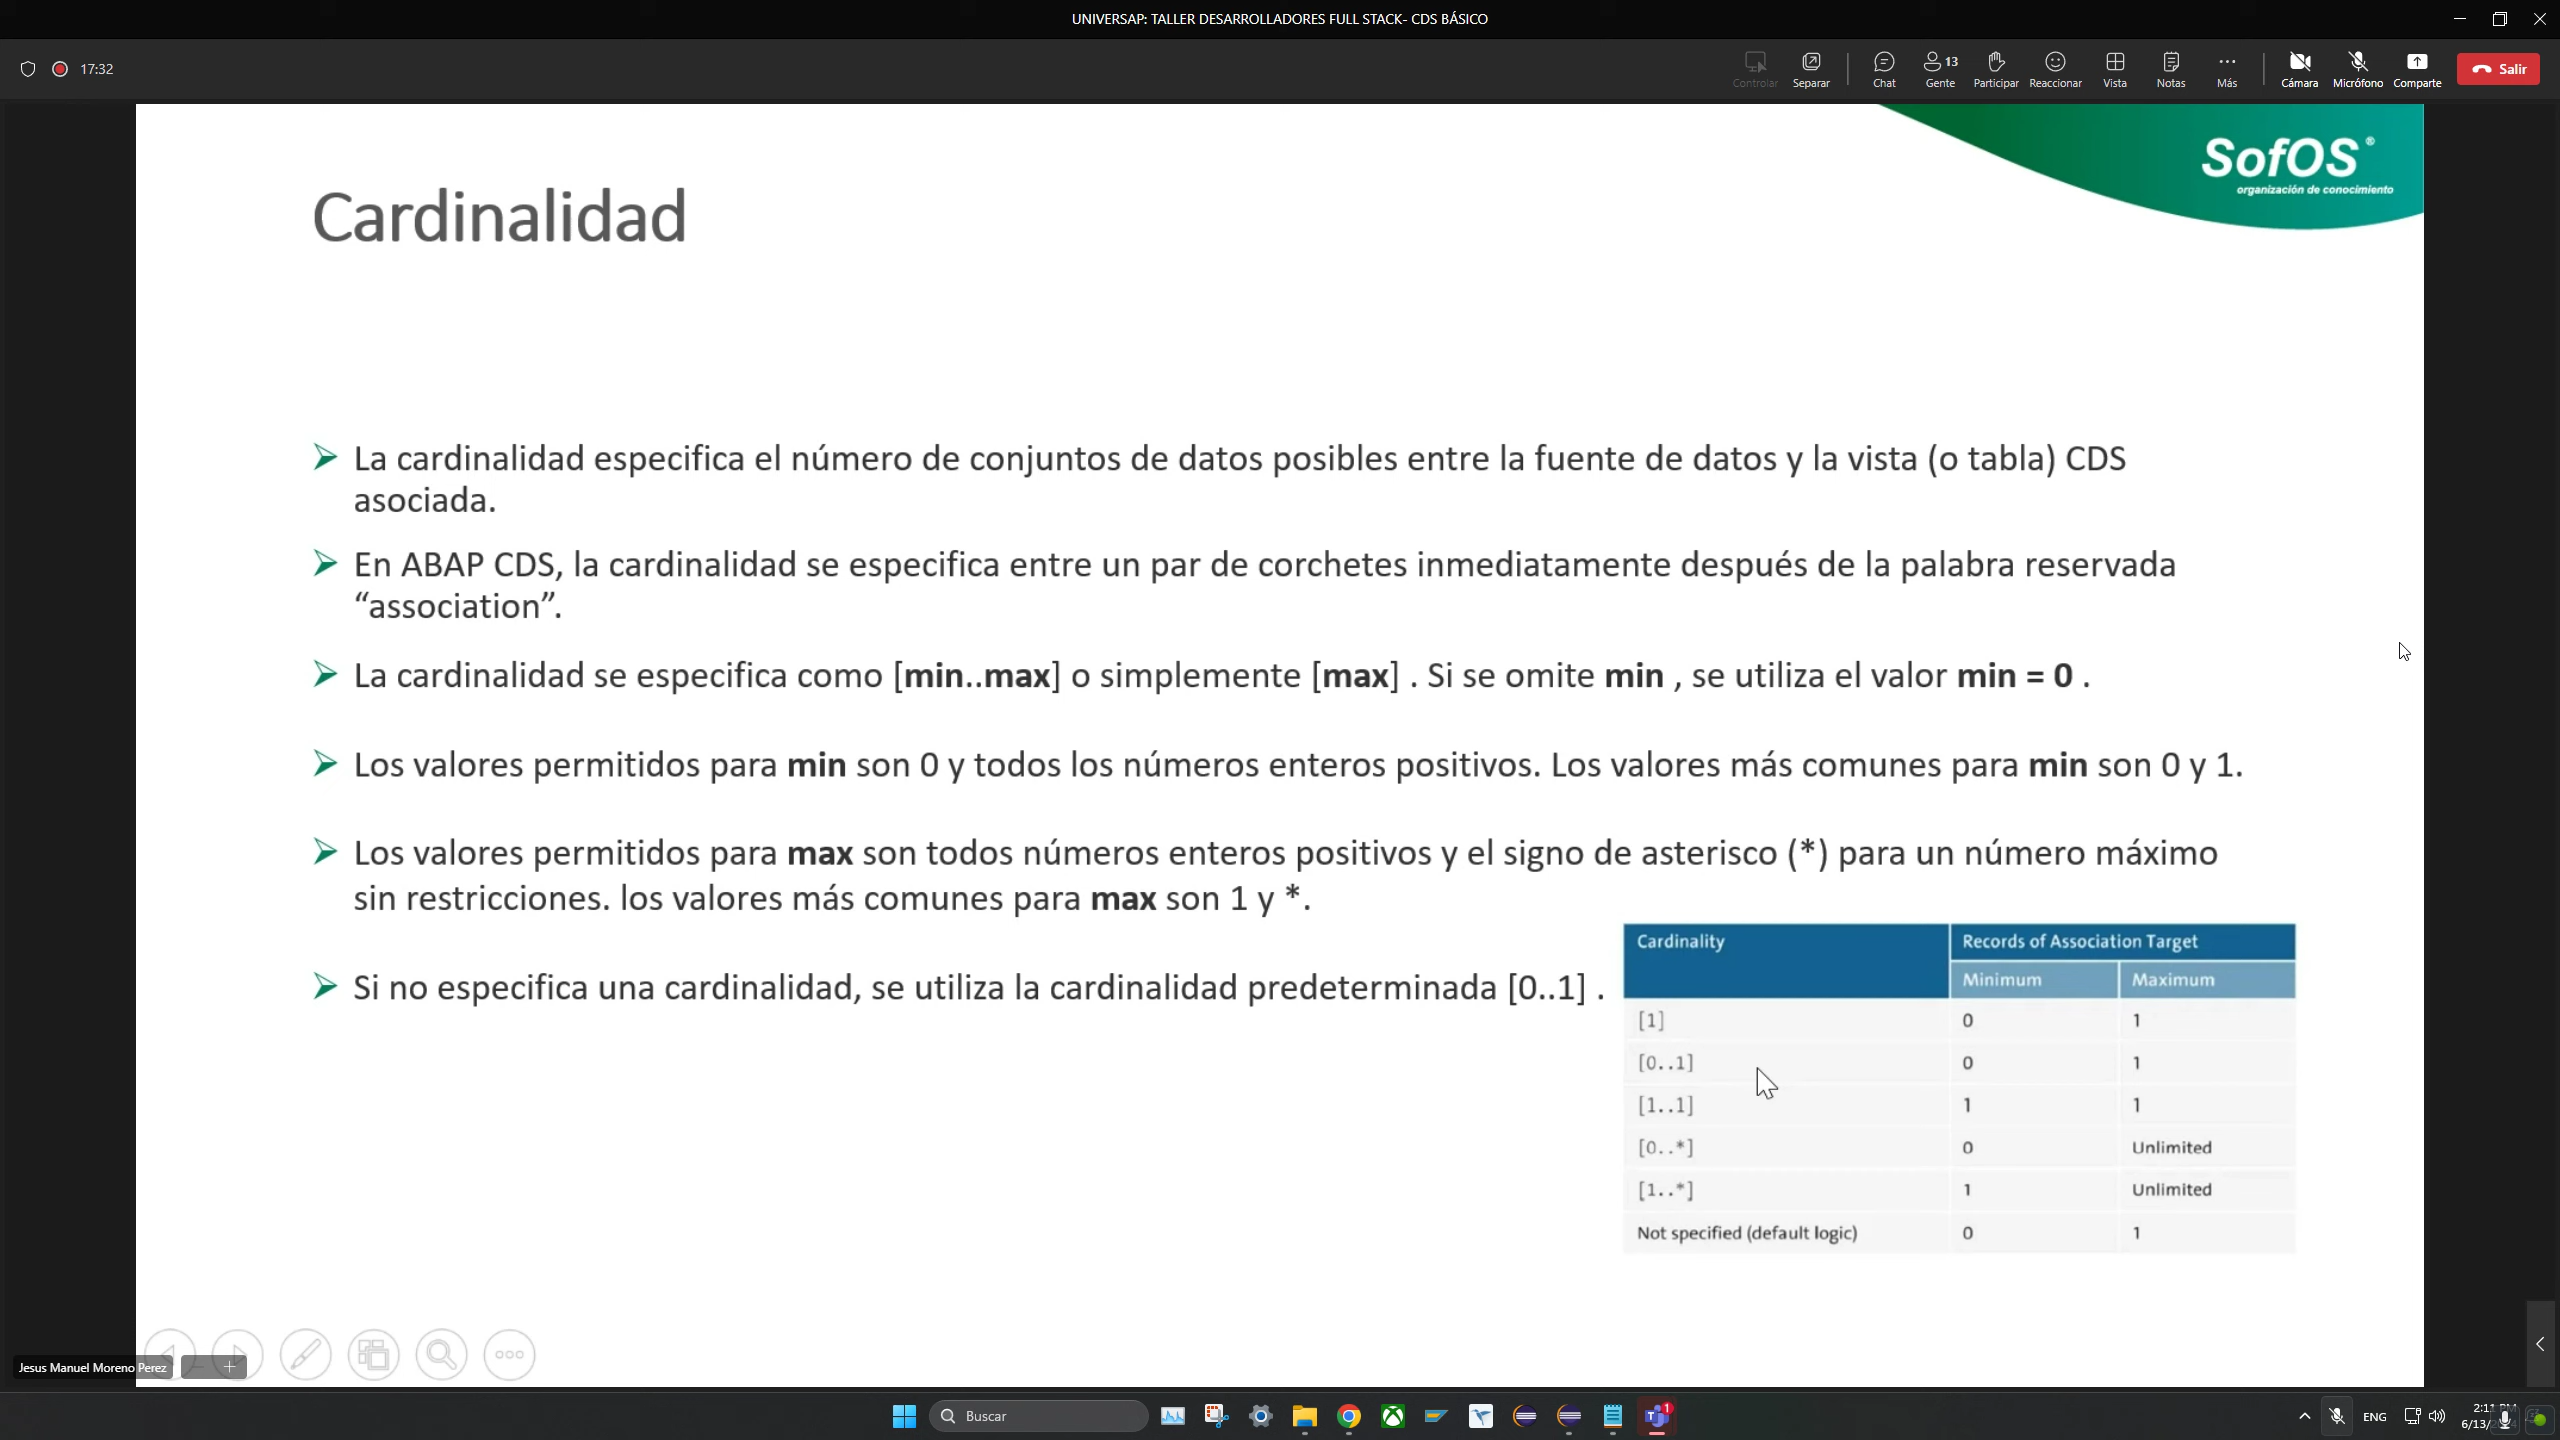 UNIVERSAP: TALLER DESARROLLADORES FULL STACK- CDS BÁSICO
17:32
Controlar
Separar
Chat
13
Gente
Participar
Reaccionar
Vista
Notas
Más
Cámara
Micrófono
Comparte
Salir
SofOS®
organización de conocimiento
Cardinalidad
La cardinalidad especifica el número de conjuntos de datos posibles entre la fuente de datos y la vista (o tabla) CDS
asociada.
En ABAP CDS, la cardinalidad se especifica entre un par de corchetes inmediatamente después de la palabra reservada
“association”.
La cardinalidad se especifica como [min..max] o simplemente [max] . Si se omite min , se utiliza el valor min = 0 .
Los valores permitidos para min son 0 y todos los números enteros positivos. Los valores más comunes para min son 0 y 1.
Los valores permitidos para max son todos números enteros positivos y el signo de asterisco (*) para un número máximo
sin restricciones. los valores más comunes para max son 1 y *.
Si no especifica una cardinalidad, se utiliza la cardinalidad predeterminada [0..1] .
Cardinality Records of Association Target
Minimum Maximum
[1] 0 1
[0..1] 0 1
[1..1] 1 1
[0..*] 0 Unlimited
[1..*] 1 Unlimited
Not specified (default logic) 0 1
Jesus Manuel Moreno Perez
Buscar
1
ENG
2:11 PM
6/13/